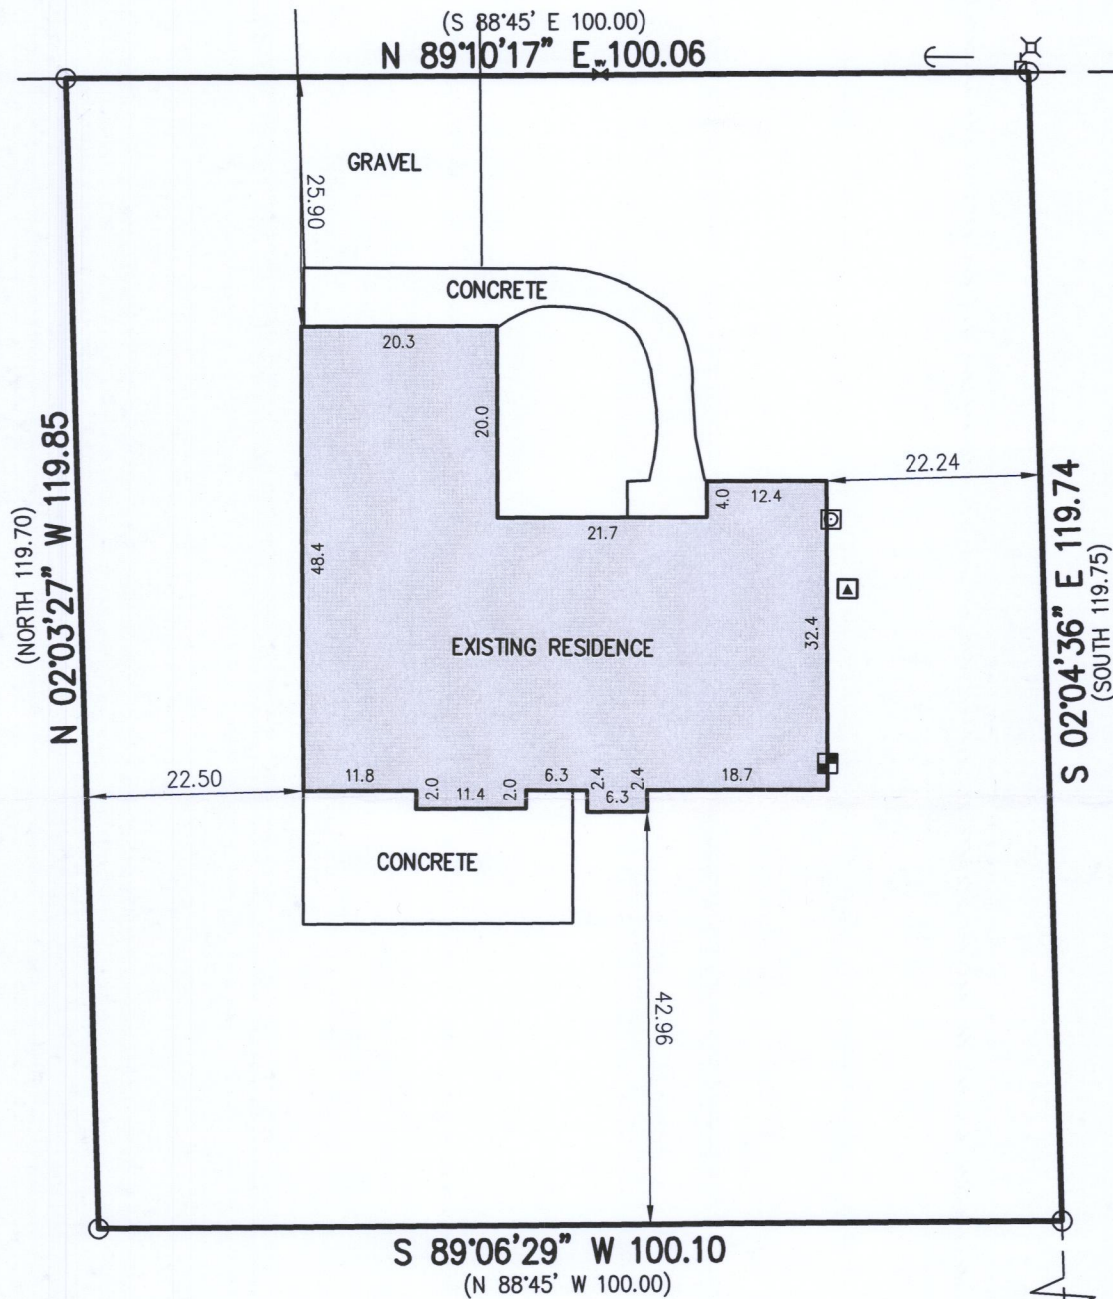 (S 88°45' E 100.00)
N 89°10'17" E 100.06
W
GRAVEL
25.90
CONCRETE
20.3
20.0
22.24
4.0
12.4
21.7
48.4
N 02°03'27" W 119.85
(NORTH 119.70)
S 02°04'36" E 119.74
(SOUTH 119.75)
32.4
EXISTING RESIDENCE
22.50
11.8
2.0
11.4
2.0
6.3
2.4
6.3
2.4
18.7
CONCRETE
42.96
S 89°06'29" W 100.10
(N 88°45' W 100.00)